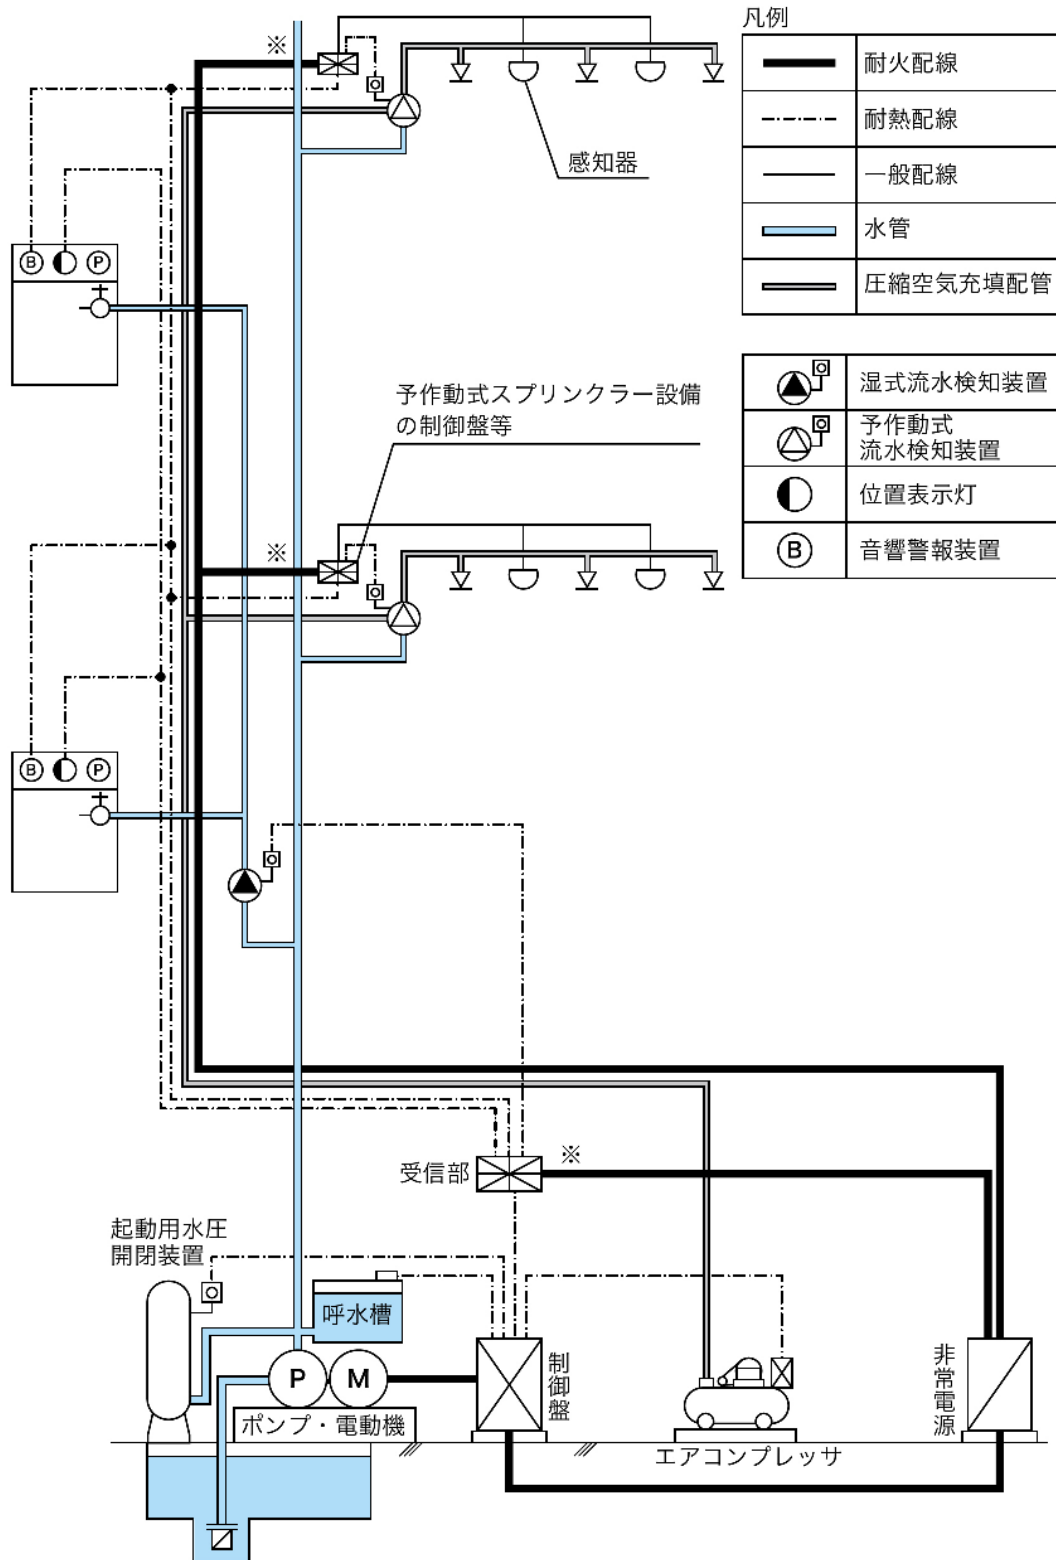 凡例
耐火配線
耐熱配線
一般配線
水管
圧縮空気充填配管
湿式流水検知装置
予作動式
流水検知装置
位置表示灯
B
音響警報装置
※
感知器
B
P
予作動式スプリンクラー設備
の制御盤等
※
B
P
受信部
※
起動用水圧
開閉装置
呼水槽
P
M
ポンプ・電動機
制御盤
エアコンプレッサ
非常電源